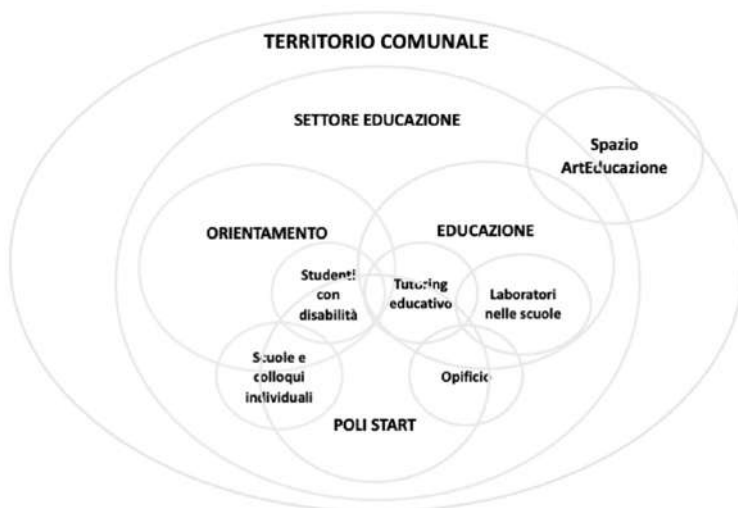 TERRITORIO COMUNALE
SETTORE EDUCAZIONE
Spazio
ArtEducazione
ORIENTAMENTO
EDUCAZIONE
Studenti
con
disabilità
Tutoring
educativo
Laboratori
nelle scuole
Scuole e
colloqui
individuali
Opificio
POLI START